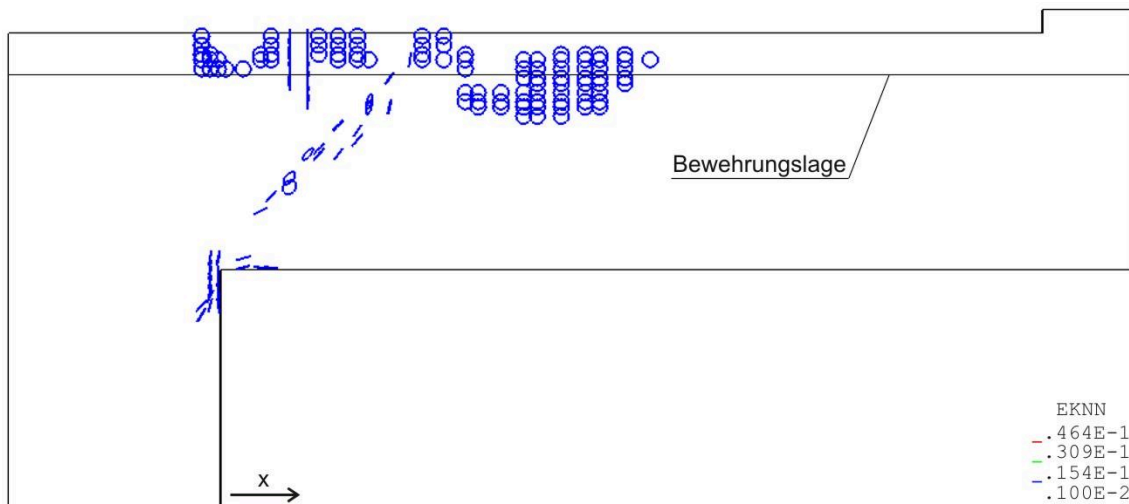 Bewehrungslage
x
EKNN
.464E-1
.309E-1
.154E-1
.100E-2